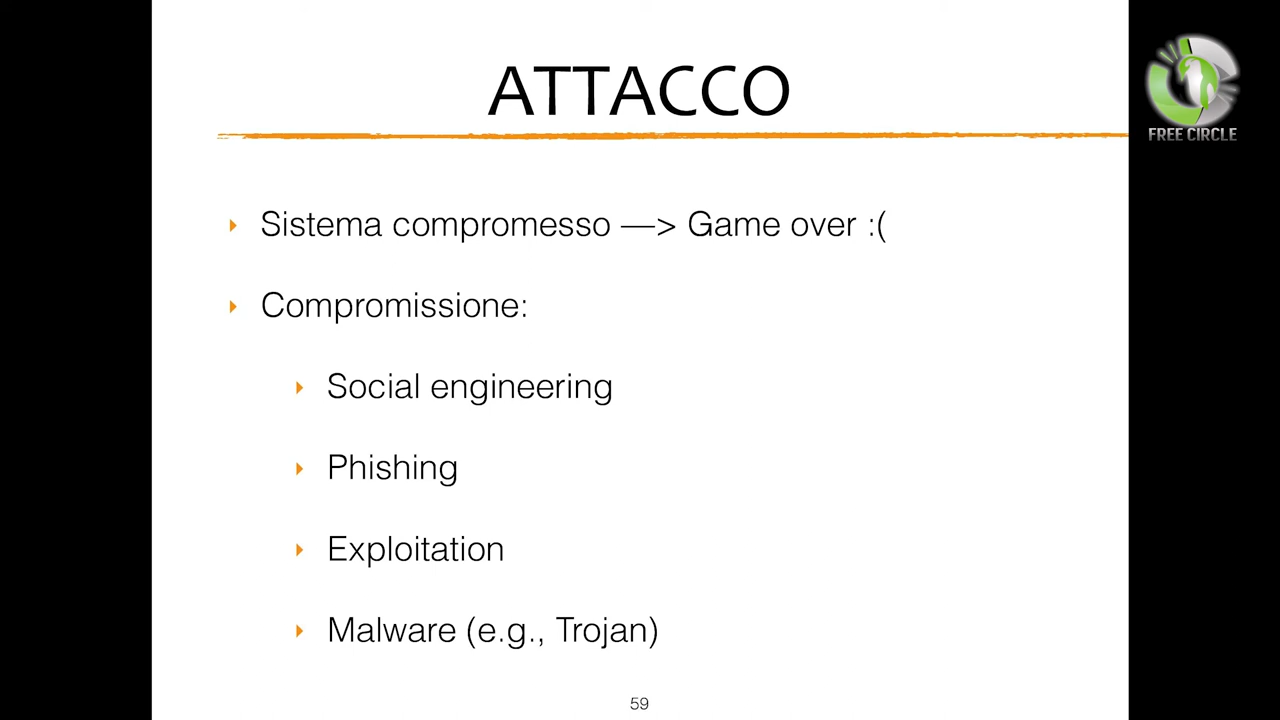 ATTACCO
FREE CIRCLE
Sistema compromesso —> Game over :(
Compromissione:
Social engineering
Phishing
Exploitation
Malware (e.g., Trojan)
59